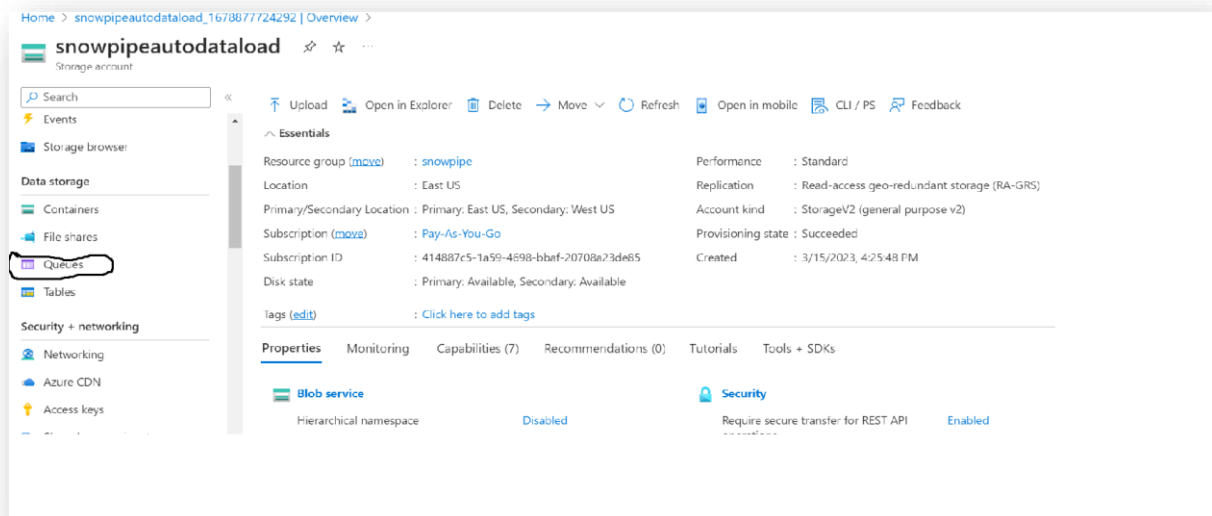 Home > snowpipeautodataload_1678877724292 | Overview >
snowpipeautodataload
Storage account
Search
Events
Storage browser
Data storage
Containers
File shares
Queues
Tables
Security + networking
Networking
Azure CDN
Access keys
Upload Open in Explorer Delete Move Refresh Open in mobile CLI / PS Feedback
Essentials
Resource group (move) : snowpipe
Location : East US
Primary/Secondary Location : Primary: East US, Secondary: West US
Subscription (move) : Pay-As-You-Go
Subscription ID : 414887c5-1a59-4698-bbaf-20708a23de85
Disk state : Primary: Available, Secondary: Available
Tags (edit) : Click here to add tags
Performance : Standard
Replication : Read-access geo-redundant storage (RA-GRS)
Account kind : StorageV2 (general purpose v2)
Provisioning state : Succeeded
Created : 3/15/2023, 4:25:48 PM
Properties Monitoring Capabilities (7) Recommendations (0) Tutorials Tools + SDKs
Blob service
Hierarchical namespace Disabled
Security
Require secure transfer for REST API Enabled